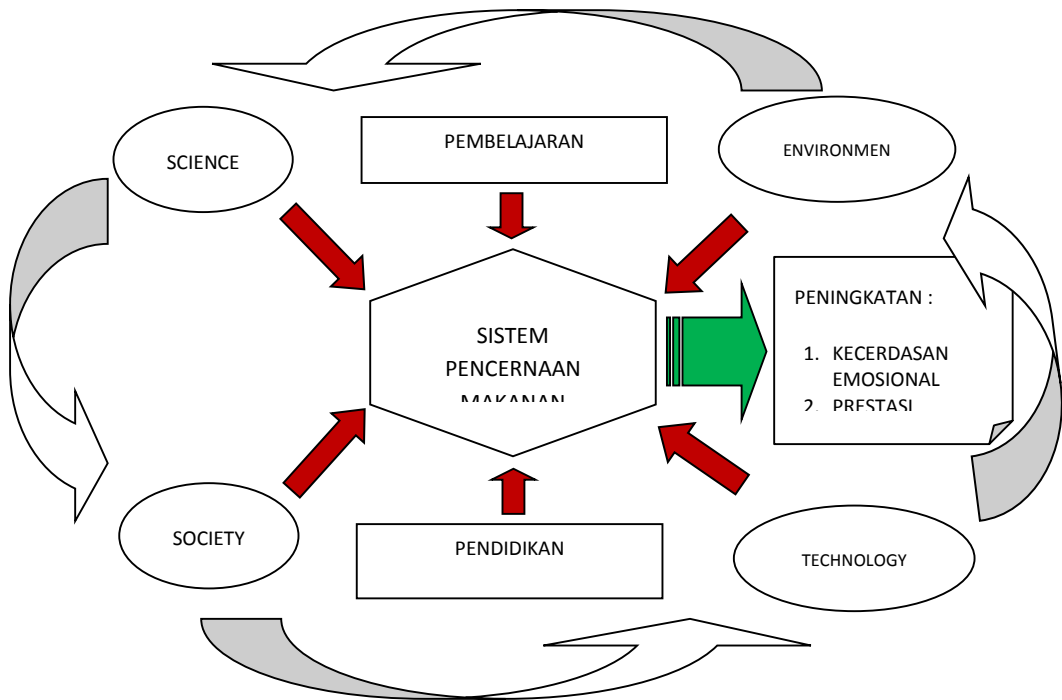 SCIENCE
PEMBELAJARAN
ENVIRONMEN
SISTEM
PENCERNAAN
MAKANAN
PENINGKATAN :
1. KECERDASAN
EMOSIONAL
2. PRESTASI
SOCIETY
PENDIDIKAN
TECHNOLOGY